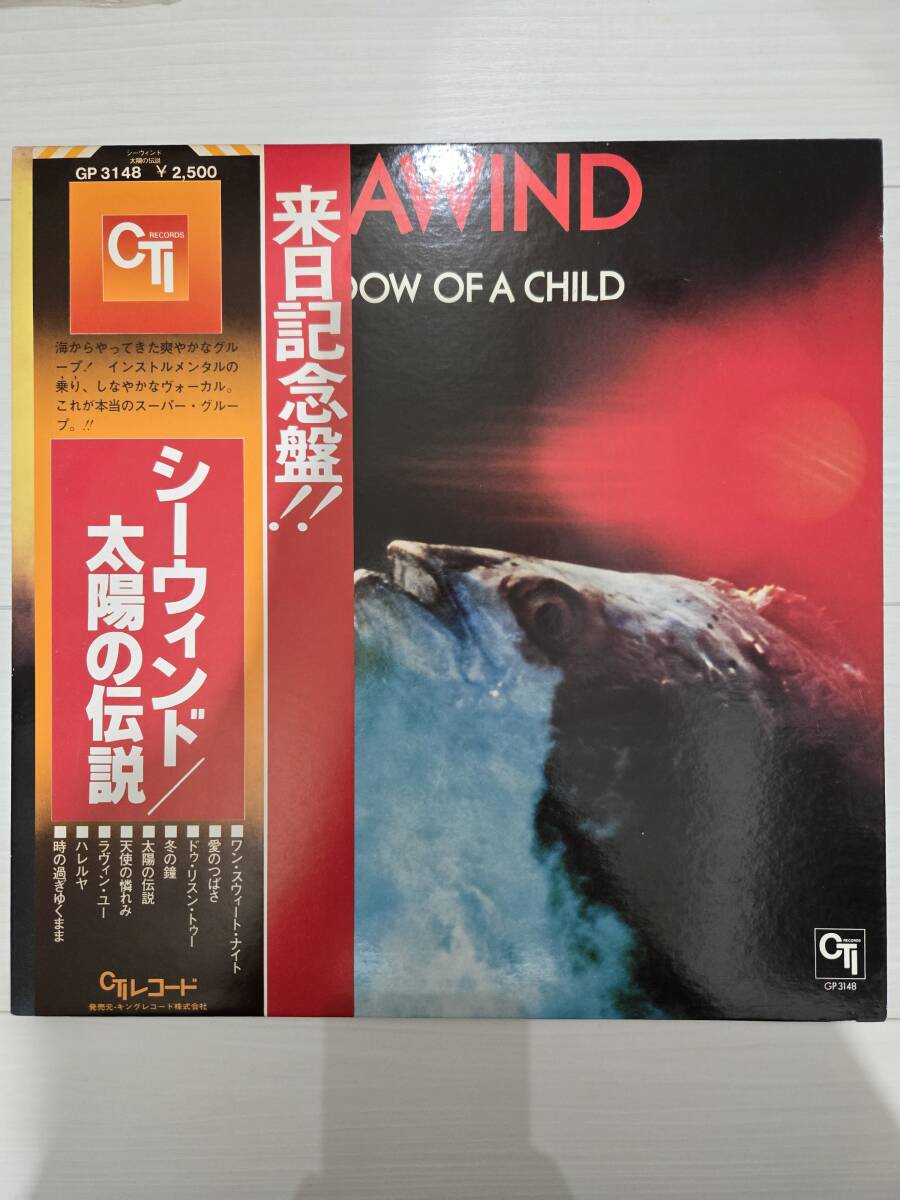 シーウィンド
太陽の伝説
GP 3148 ¥ 2,500
CTI RECORDS
海からやってきた爽やかなグル
ープ! インストルメンタルの
乗り、しなやかなヴォーカル。
これが本当のスーパー・グルー
プ。!!
シーウィンド/
太陽の伝説
■ワン・スウィート・ナイト
■愛のつばさ
■ドゥ・リスン・トゥー
■冬の鐘
■太陽の伝説
■天使の憐れみ
■ラヴィン・ユー
■ハレルヤ
■時の過ぎゆくまま
CTIレコード
発売元-キングレコード株式会社
来日記念盤!!
AWIND
DOW OF A CHILD
CTI RECORDS
GP 3148